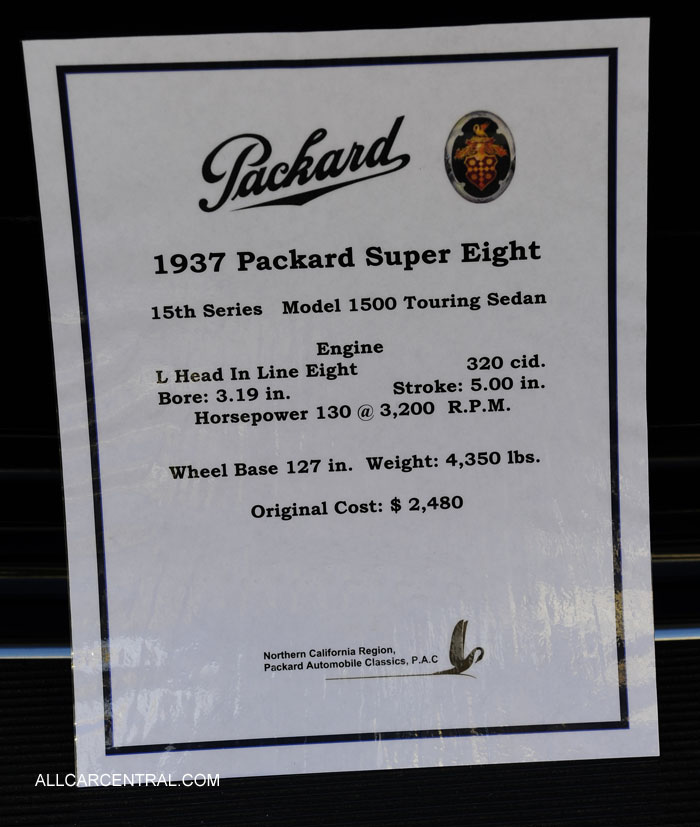 Packard
1937 Packard Super Eight
15th Series Model 1500 Touring Sedan
Engine
L Head In Line Eight 320 cid.
Bore: 3.19 in. Stroke: 5.00 in.
Horsepower 130 @ 3,200 R.P.M.
Wheel Base 127 in. Weight: 4,350 lbs.
Original Cost: $ 2,480
Northern California Region,
Packard Automobile Classics, P.A.C
ALLCARCENTRAL.COM